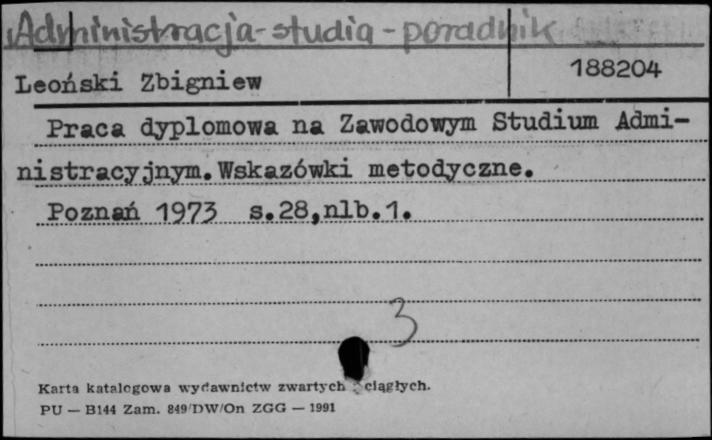 Administracja-studia-poradnik
Leoński Zbigniew
188204
Praca dyplomowa na Zawodowym Studium Admi-
nistracyjnym. Wskazówki metodyczne.
Poznań 1973 s.28,nlb.1.
3
Karta katalogowa wydawnictw zwartych ciągłych.
PU — B144 Zam. 849/DW/On ZGG — 1991